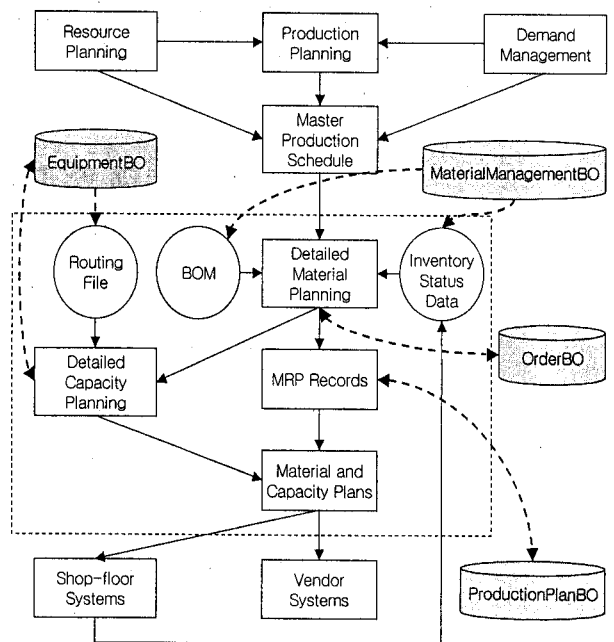 Resource
Planning
Production
Planning
Demand
Management
Master
Production
Schedule
EquipmentBO
MaterialManagementBO
Routing
File
BOM
Detailed
Material
Planning
Inventory
Status
Data
Detailed
Capacity
Planning
MRP Records
OrderBO
Material and
Capacity Plans
Shop-floor
Systems
Vendor
Systems
ProductionPlanBO